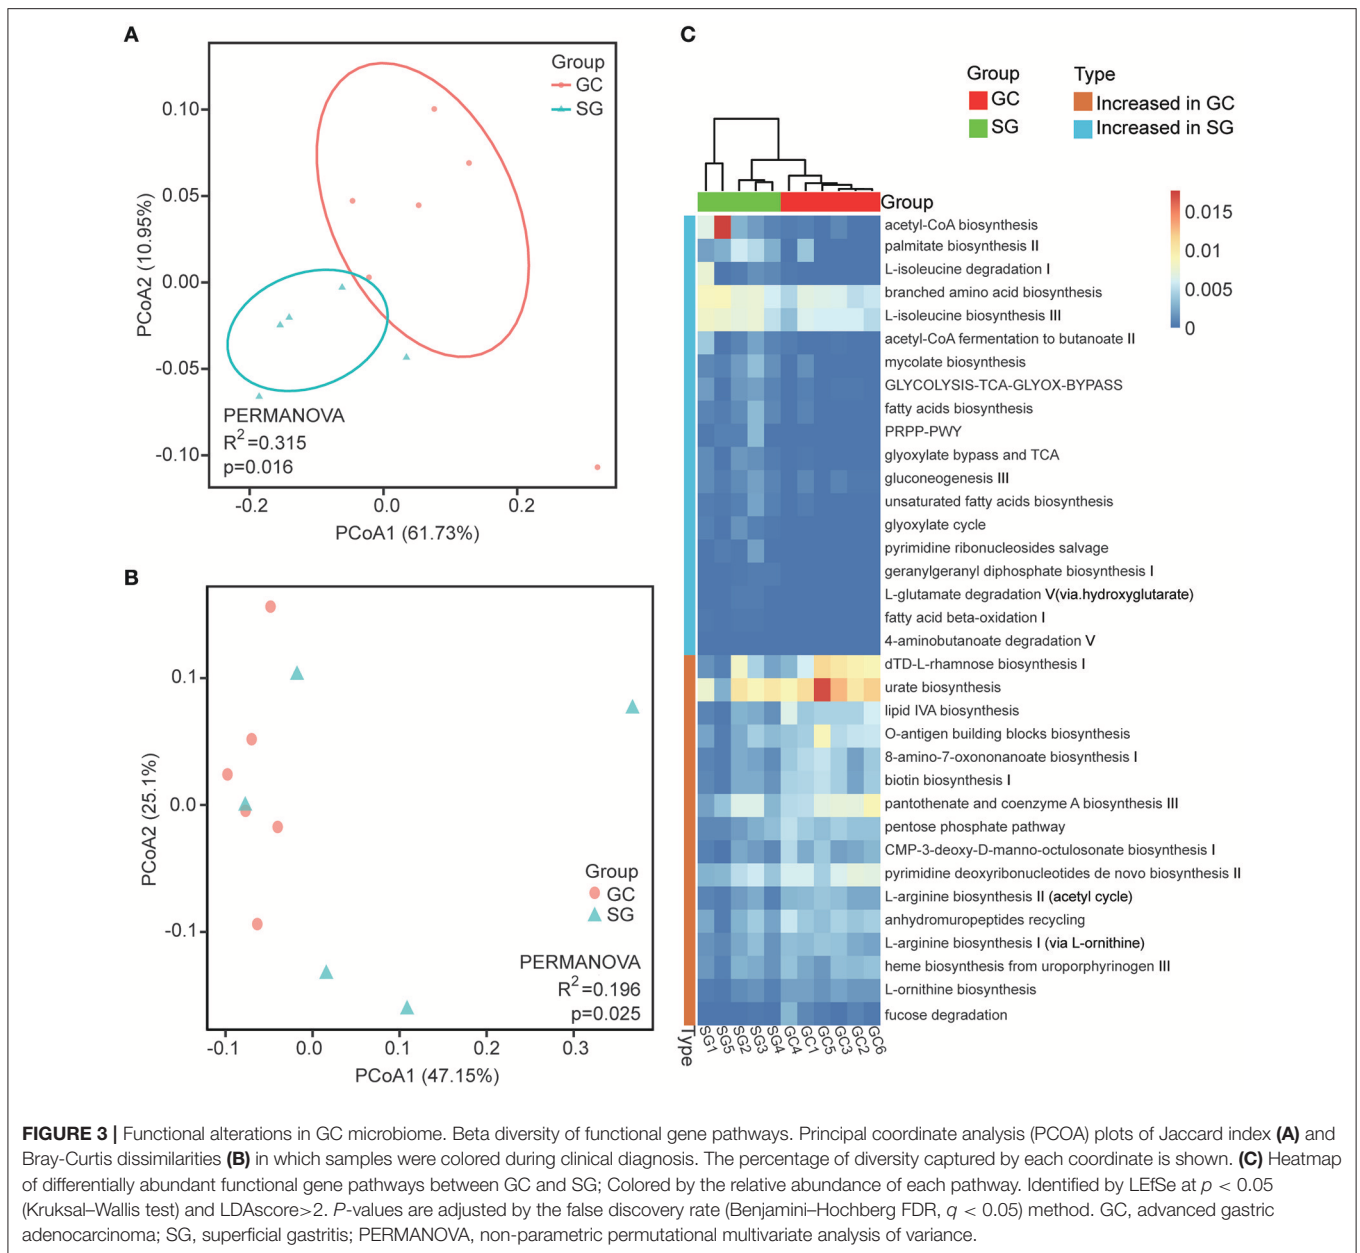 A
Group
GC
SG
0.10
0.05
0.00
-0.05
-0.10
PCoA2 (10.95%)
PERMANOVA
R2=0.315
p=0.016
-0.2
0.0
0.2
PCoA1 (61.73%)
B
0.1
0.0
-0.1
PCoA2 (25.1%)
Group
GC
SG
PERMANOVA
R2=0.196
p=0.025
-0.1
0.0
0.1
0.2
0.3
PCoA1 (47.15%)
C
Group
GC
SG
Type
Increased in GC
Increased in SG
Group
0.015
0.01
0.005
0
acetyl-CoA biosynthesis
palmitate biosynthesis II
L-isoleucine degradation I
branched amino acid biosynthesis
L-isoleucine biosynthesis III
acetyl-CoA fermentation to butanoate II
mycolate biosynthesis
GLYCOLYSIS-TCA-GLYOX-BYPASS
fatty acids biosynthesis
PRPP-PWY
glyoxylate bypass and TCA
gluconeogenesis III
unsaturated fatty acids biosynthesis
glyoxylate cycle
pyrimidine ribonucleosides salvage
geranylgeranyl diphosphate biosynthesis I
L-glutamate degradation V(via.hydroxyglutarate)
fatty acid beta-oxidation I
4-aminobutanoate degradation V
dTD-L-rhamnose biosynthesis I
urate biosynthesis
lipid IVA biosynthesis
O-antigen building blocks biosynthesis
8-amino-7-oxononanoate biosynthesis I
biotin biosynthesis I
pantothenate and coenzyme A biosynthesis III
pentose phosphate pathway
CMP-3-deoxy-D-manno-octulosonate biosynthesis I
pyrimidine deoxyribonucleotides de novo biosynthesis II
L-arginine biosynthesis II (acetyl cycle)
anhydromuropeptides recycling
L-arginine biosynthesis I (via L-ornithine)
heme biosynthesis from uroporphyrinogen III
L-ornithine biosynthesis
fucose degradation
Type
SG1
SG5
SG2
SG3
SG4
GC4
GC1
GC5
GC3
GC2
GC6
FIGURE 3 | Functional alterations in GC microbiome. Beta diversity of functional gene pathways. Principal coordinate analysis (PCOA) plots of Jaccard index (A) and
Bray-Curtis dissimilarities (B) in which samples were colored during clinical diagnosis. The percentage of diversity captured by each coordinate is shown. (C) Heatmap
of differentially abundant functional gene pathways between GC and SG; Colored by the relative abundance of each pathway. Identified by LEfSe at p < 0.05
(Kruksal–Wallis test) and LDAscore>2. P-values are adjusted by the false discovery rate (Benjamini–Hochberg FDR, q < 0.05) method. GC, advanced gastric
adenocarcinoma; SG, superficial gastritis; PERMANOVA, non-parametric permutational multivariate analysis of variance.